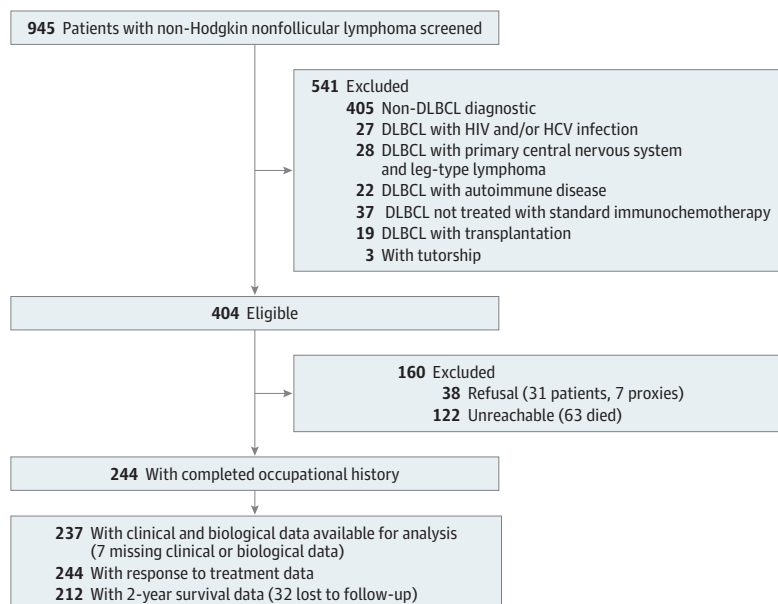 945 Patients with non-Hodgkin nonfollicular lymphoma screened
541 Excluded
405 Non-DLBCL diagnostic
27 DLBCL with HIV and/or HCV infection
28 DLBCL with primary central nervous system
and leg-type lymphoma
22 DLBCL with autoimmune disease
37 DLBCL not treated with standard immunochemotherapy
19 DLBCL with transplantation
3 With tutorship
404 Eligible
160 Excluded
38 Refusal (31 patients, 7 proxies)
122 Unreachable (63 died)
244 With completed occupational history
237 With clinical and biological data available for analysis
(7 missing clinical or biological data)
244 With response to treatment data
212 With 2-year survival data (32 lost to follow-up)